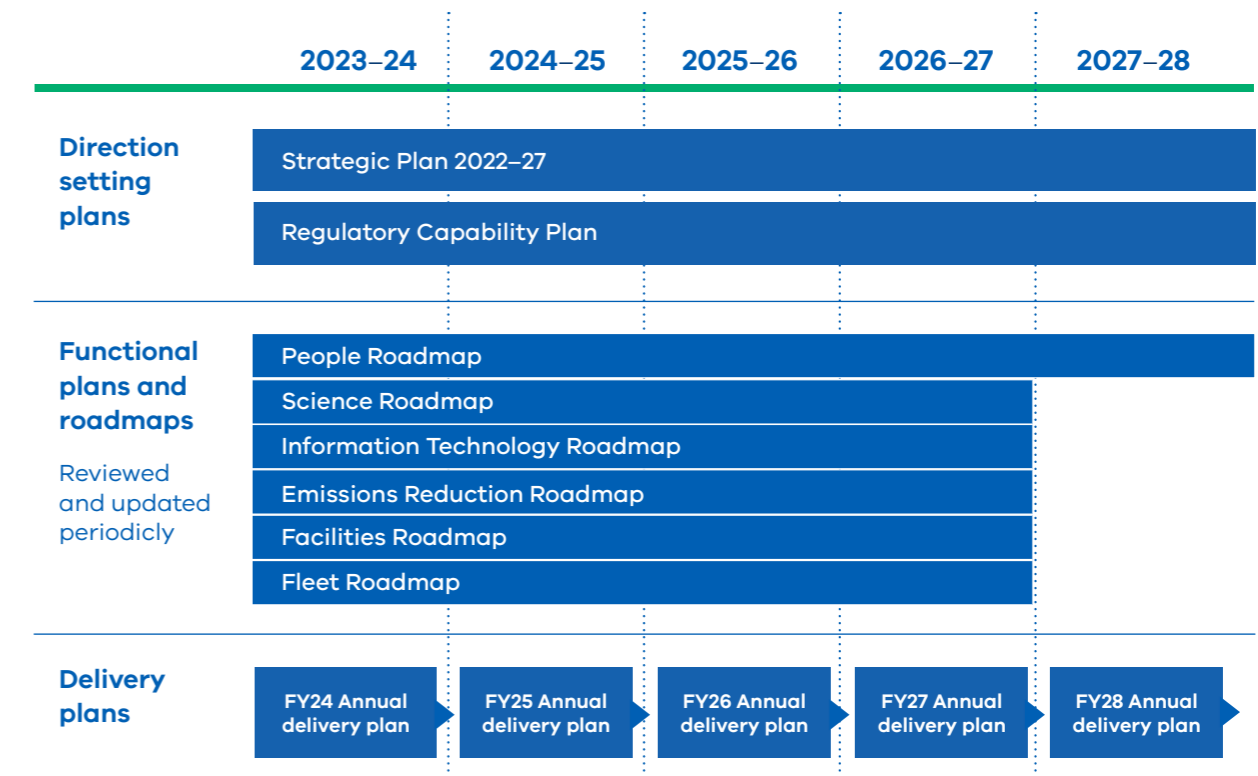 2023–24 2024–25 2025–26 2026–27 2027–28
Direction
setting
plans
Strategic Plan 2022–27
Regulatory Capability Plan
Functional
plans and
roadmaps
Reviewed
and updated
periodicly
People Roadmap
Science Roadmap
Information Technology Roadmap
Emissions Reduction Roadmap
Facilities Roadmap
Fleet Roadmap
Delivery
plans
FY24 Annual
delivery plan
FY25 Annual
delivery plan
FY26 Annual
delivery plan
FY27 Annual
delivery plan
FY28 Annual
delivery plan